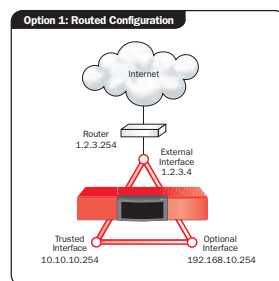 Option 1: Routed Configuration
Internet
Router
1.2.3.254
External
Interface
1.2.3.4
Trusted
Interface
10.10.10.254
Optional
Interface
192.168.10.254